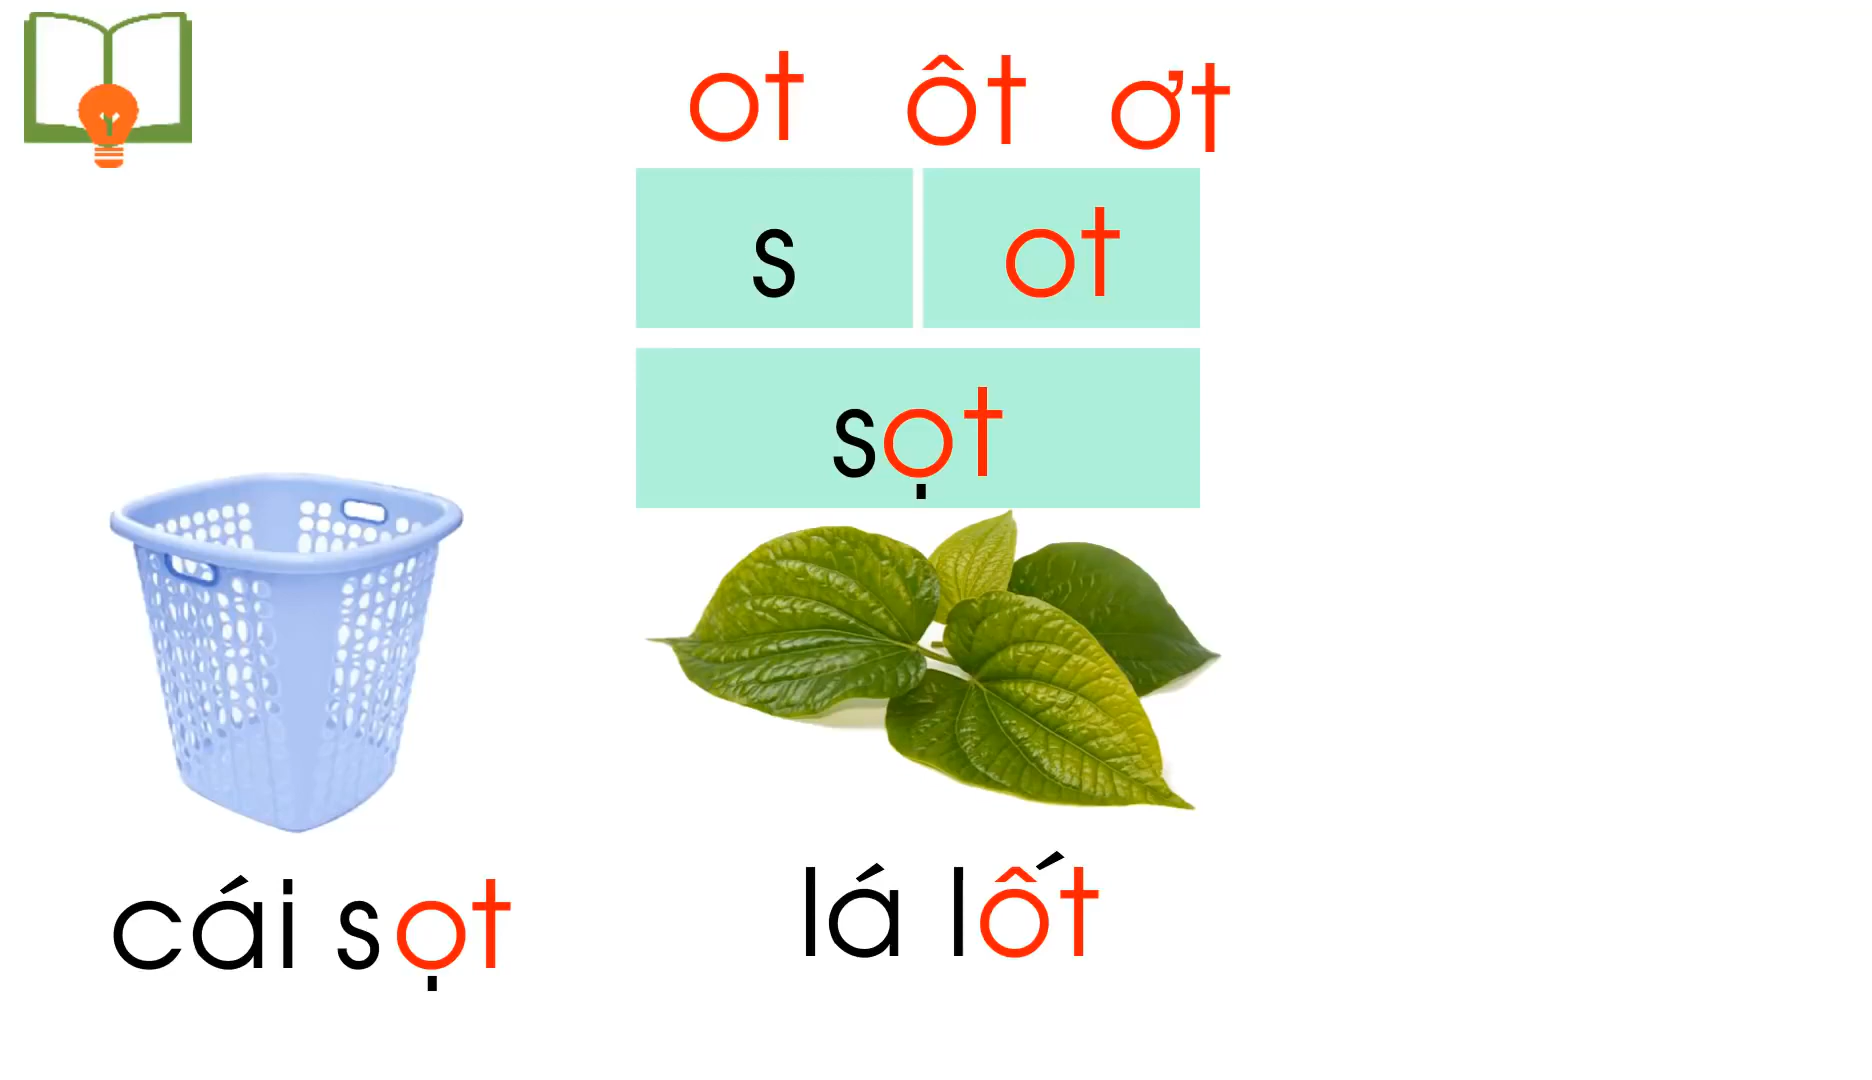 ot ôt ơt
s ot
sọt
cái sọt
lá lốt